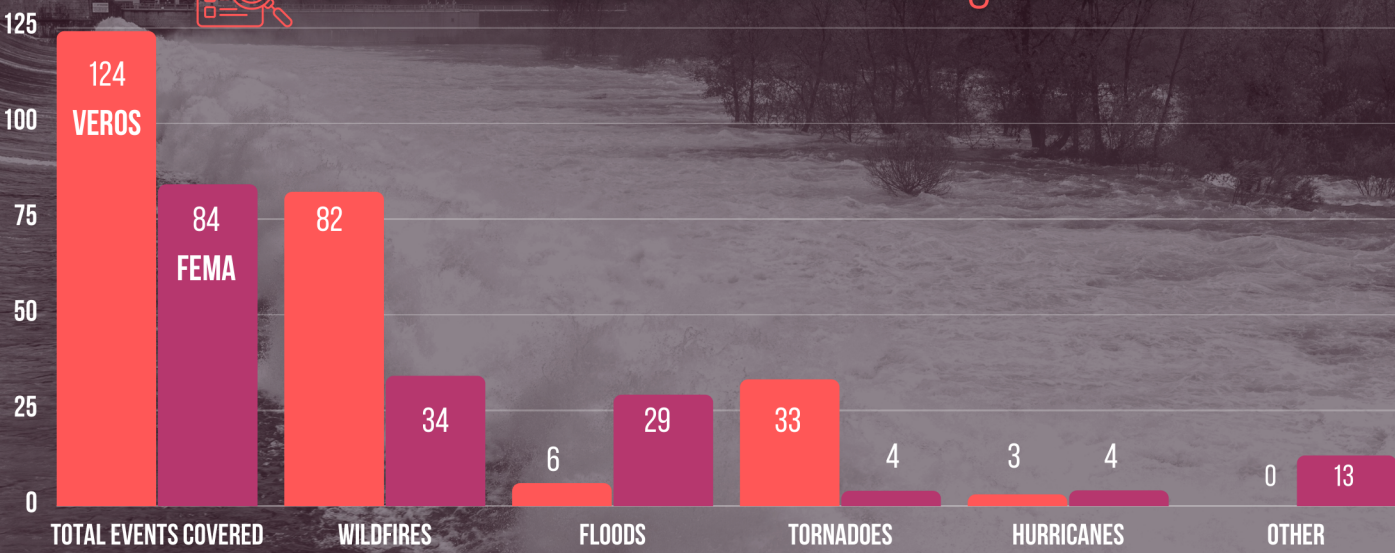 125
124
100
VEROS
82
84
75
FEMA
50
34
29
33
25
6
4
3
4
0
13
0
TOTAL EVENTS COVERED
WILDFIRES
FLOODS
TORNADOES
HURRICANES
OTHER